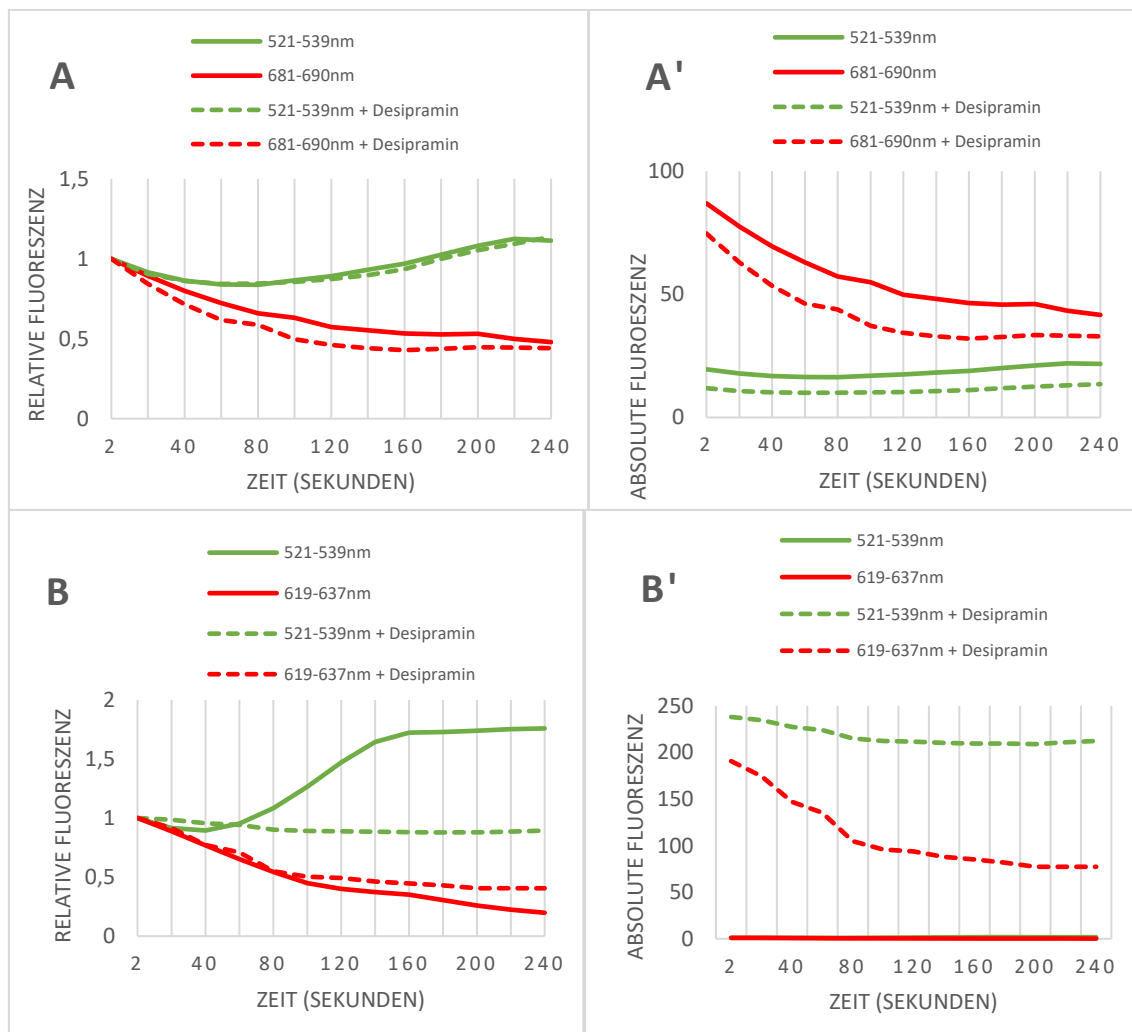 A
521-539nm
681-690nm
521-539nm + Desipramin
681-690nm + Desipramin
RELATIVE FLUORESZENZ
1,5
1
0,5
0
2 40 80 120 160 200 240
ZEIT (SEKUNDEN)
A'
521-539nm
681-690nm
521-539nm + Desipramin
681-690nm + Desipramin
ABSOLUTE FLUROESZENZ
100
50
0
2 40 80 120 160 200 240
ZEIT (SEKUNDEN)
B
521-539nm
619-637nm
521-539nm + Desipramin
619-637nm + Desipramin
RELATIVE FLUORESZENZ
2
1,5
1
0,5
0
2 40 80 120 160 200 240
ZEIT (SEKUNDEN)
B'
521-539nm
619-637nm
521-539nm + Desipramin
619-637nm + Desipramin
ABSOLUTE FLUORESZENZ
250
200
150
100
50
0
2 40 80 120 160 200 240
ZEIT (SEKUNDEN)